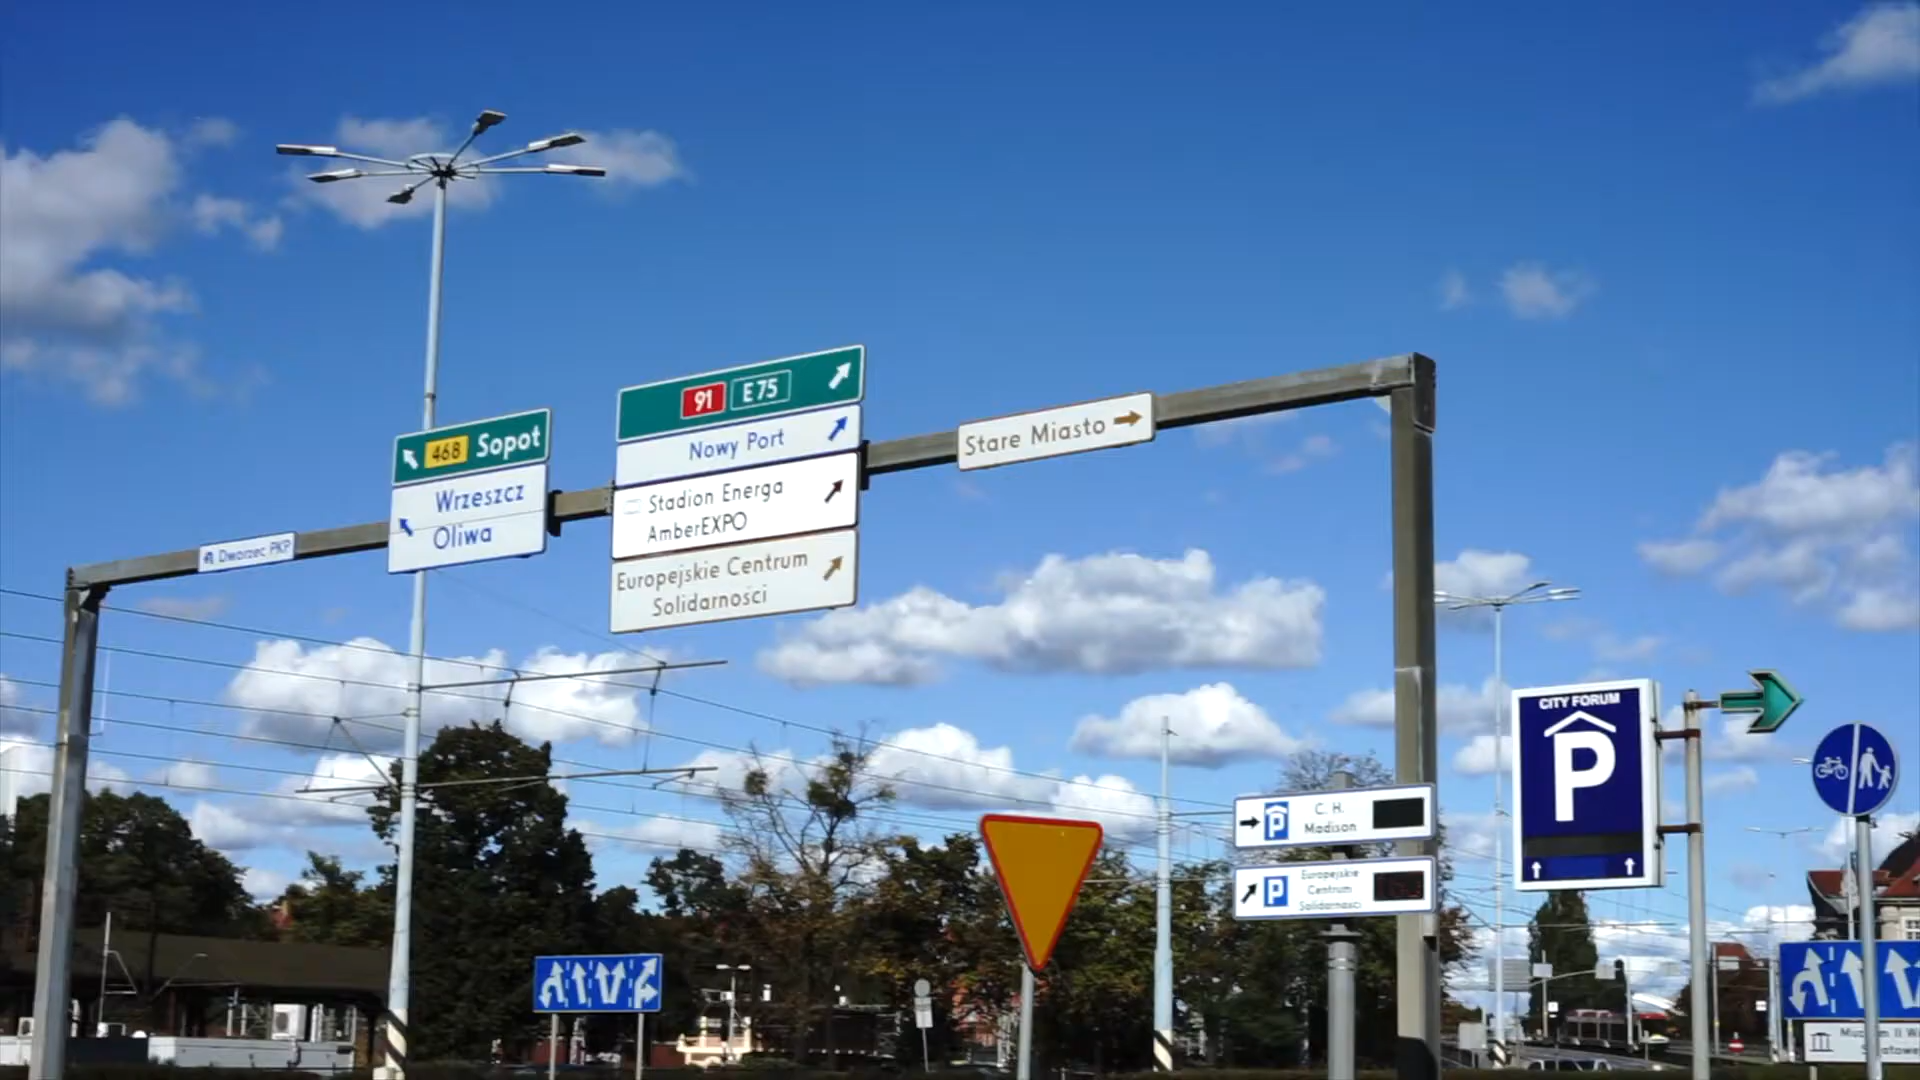 Dworzec PKP
468 Sopot
Wrzeszcz
Oliwa
91 E 75
Nowy Port
Stadion Energa
AmberEXPO
Europejskie Centrum
Solidarności
Stare Miasto
C. H.
Madison
P
Europejskie
Centrum
Solidarności
P
CITY FORUM
P